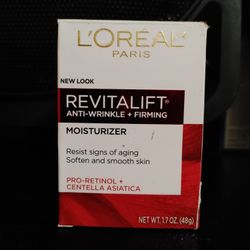 L'ORÉAL
PARIS
NEW LOOK
REVITALIFT®
ANTI-WRINKLE + FIRMING
MOISTURIZER
Resist signs of aging
Soften and smooth skin
PRO-RETINOL +
CENTELLA ASIATICA
NET WT. 1.7 OZ. (48g)